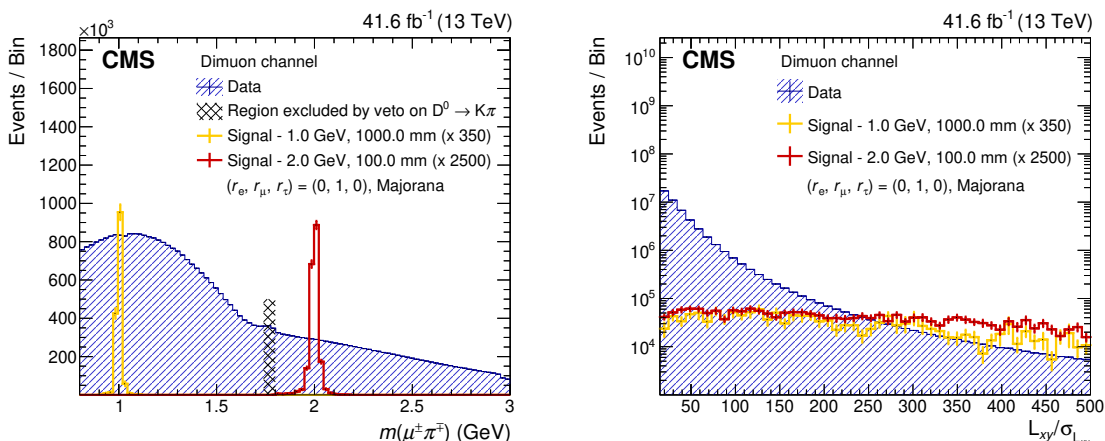 41.6 fb⁻¹ (13 TeV)
×10³
Events / Bin
1800
1600
1400
1200
1000
800
600
400
200
CMS
Dimuon channel
Data
Region excluded by veto on D⁰ → Kπ
Signal - 1.0 GeV, 1000.0 mm (x 350)
Signal - 2.0 GeV, 100.0 mm (x 2500)
(rₑ, r_μ, r_τ) = (0, 1, 0), Majorana
1 1.5 2 2.5 3
m(μ±π∓) (GeV)
41.6 fb⁻¹ (13 TeV)
Events / Bin
10¹⁰
10⁹
10⁸
10⁷
10⁶
10⁵
10⁴
CMS
Dimuon channel
Data
Signal - 1.0 GeV, 1000.0 mm (x 350)
Signal - 2.0 GeV, 100.0 mm (x 2500)
(rₑ, r_μ, r_τ) = (0, 1, 0), Majorana
50 100 150 200 250 300 350 400 450 500
L_xy/σ_L